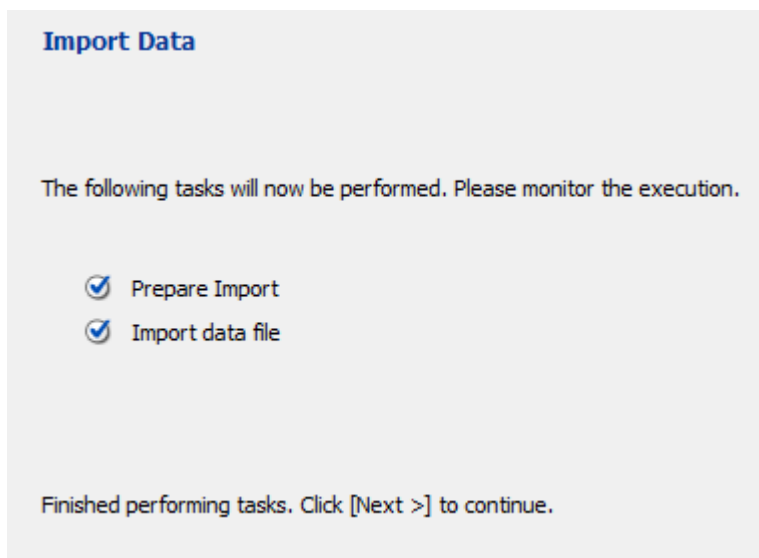 Import Data
The following tasks will now be performed. Please monitor the execution.
Prepare Import
Import data file
Finished performing tasks. Click [Next >] to continue.